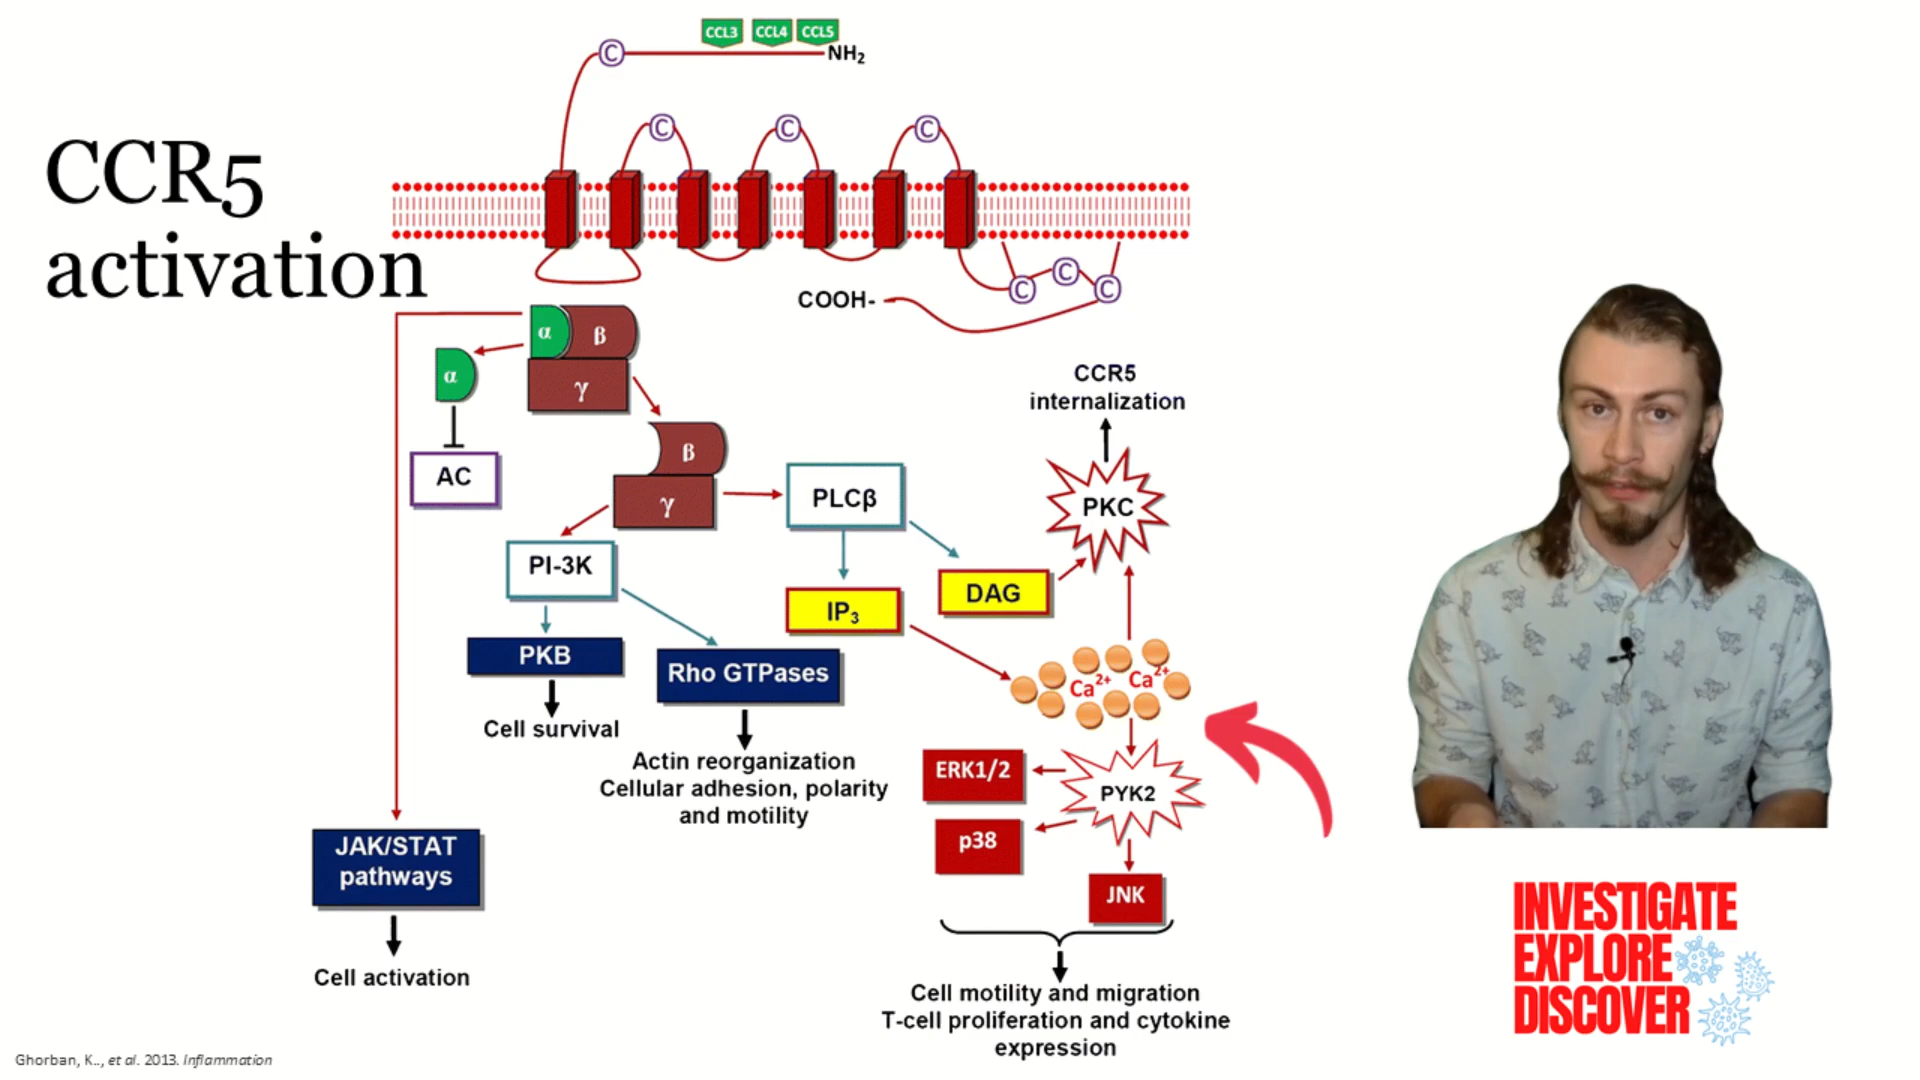 CCL3 CCL4 CCL5
C
NH2
C C C
CCR5
activation
C C C
COOH-
α β
γ
α
AC
β
γ
CCR5
internalization
PLCβ
PKC
PI-3K
IP3
DAG
PKB
Rho GTPases
Cell survival
Ca2+ Ca2+
Actin reorganization
Cellular adhesion, polarity
and motility
ERK1/2
PYK2
p38
JNK
JAK/STAT
pathways
Cell activation
Cell motility and migration
T-cell proliferation and cytokine
expression
INVESTIGATE
EXPLORE
DISCOVER
Ghorban, K.., et al. 2013. Inflammation